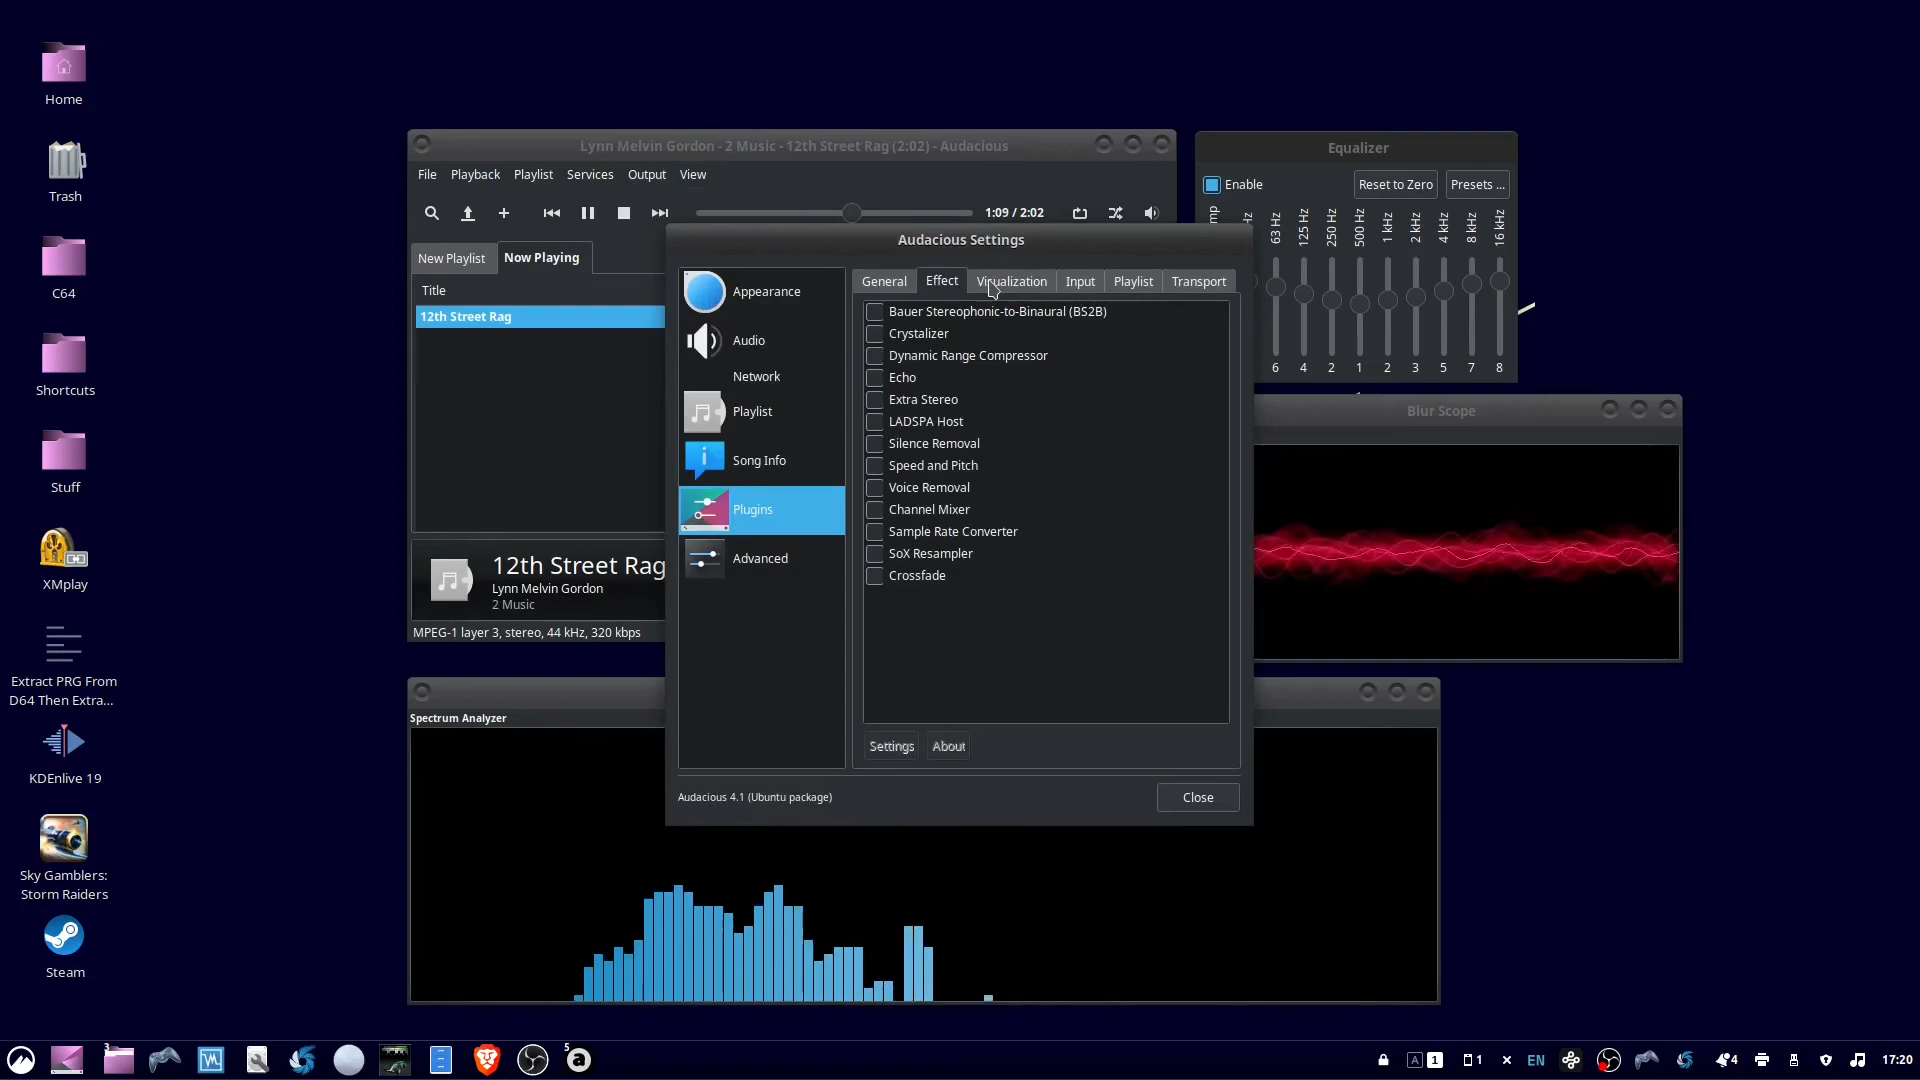 Home
Trash
C64
Shortcuts
Stuff
XMplay
Extract PRG From
D64 Then Extra...
KDEnlive 19
Sky Gamblers:
Storm Raiders
Steam
Lynn Melvin Gordon - 2 Music - 12th Street Rag (2:02) - Audacious
File Playback Playlist Services Output View
1:09 / 2:02
New Playlist Now Playing
Title
12th Street Rag
12th Street Rag
Lynn Melvin Gordon
2 Music
MPEG-1 layer 3, stereo, 44 kHz, 320 kbps
Equalizer
Enable Reset to Zero Presets ...
63 Hz 125 Hz 250 Hz 500 Hz 1 kHz 2 kHz 4 kHz 8 kHz 16 kHz
6 4 2 1 2 3 5 7 8
Audacious Settings
Appearance
Audio
Network
Playlist
Song Info
Plugins
Advanced
General Effect Visualization Input Playlist Transport
Bauer Stereophonic-to-Binaural (BS2B)
Crystalizer
Dynamic Range Compressor
Echo
Extra Stereo
LADSPA Host
Silence Removal
Speed and Pitch
Voice Removal
Channel Mixer
Sample Rate Converter
SoX Resampler
Crossfade
Settings About
Audacious 4.1 (Ubuntu package)
Close
Blur Scope
Spectrum Analyzer
3 5 a A 1 1 EN 4 17:20